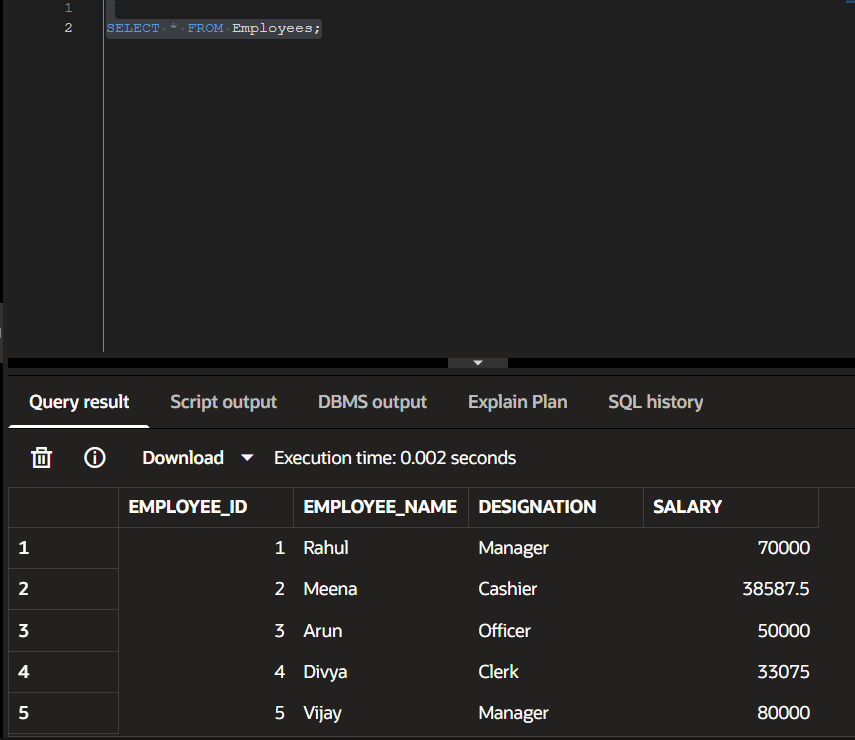 1
2 SELECT * FROM Employees;
Query result Script output DBMS output Explain Plan SQL history
Download Execution time: 0.002 seconds
EMPLOYEE_ID EMPLOYEE_NAME DESIGNATION SALARY
1 1 Rahul Manager 70000
2 2 Meena Cashier 38587.5
3 3 Arun Officer 50000
4 4 Divya Clerk 33075
5 5 Vijay Manager 80000